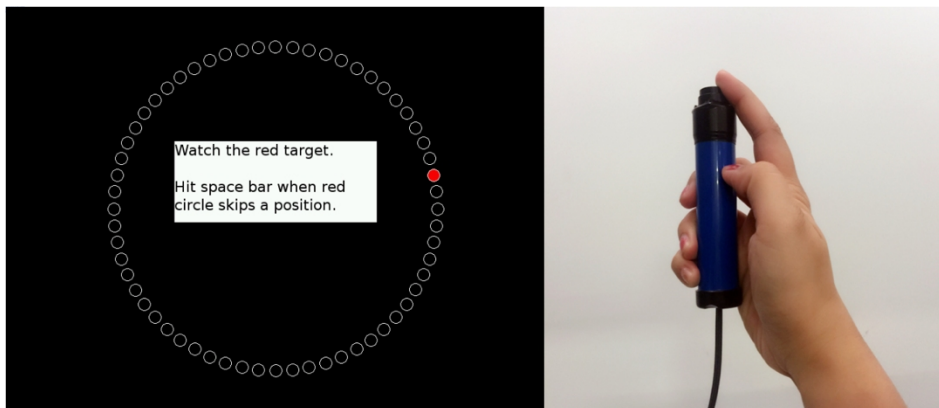 Watch the red target.
Hit space bar when red
circle skips a position.